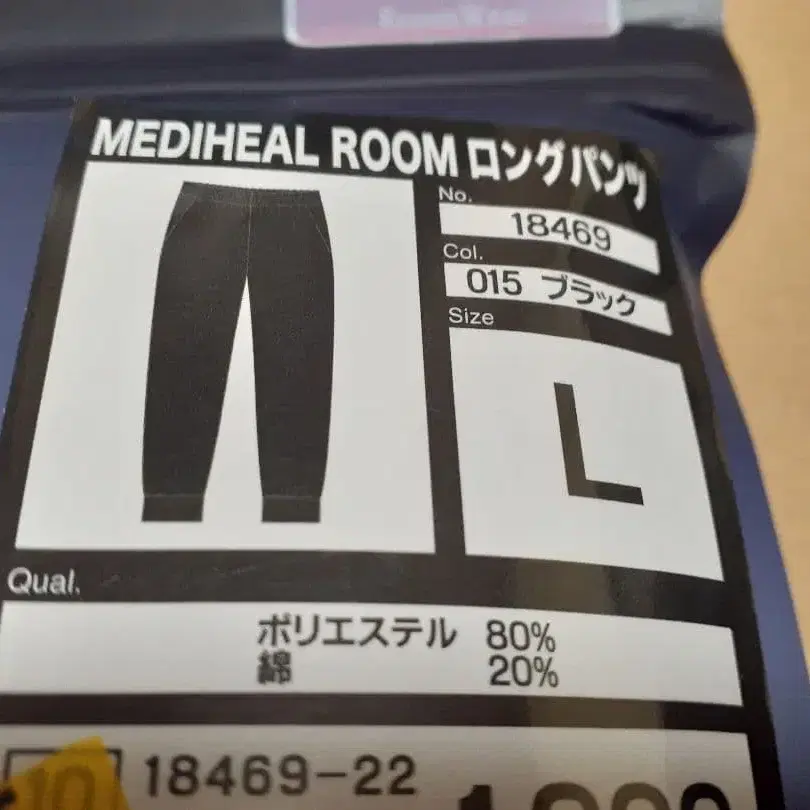 MEDIHEAL ROOM ロングパンツ
No.
18469
Col.
015 ブラック
Size
L
Qual.
ポリエステル 80%
綿 20%
10
18469-22